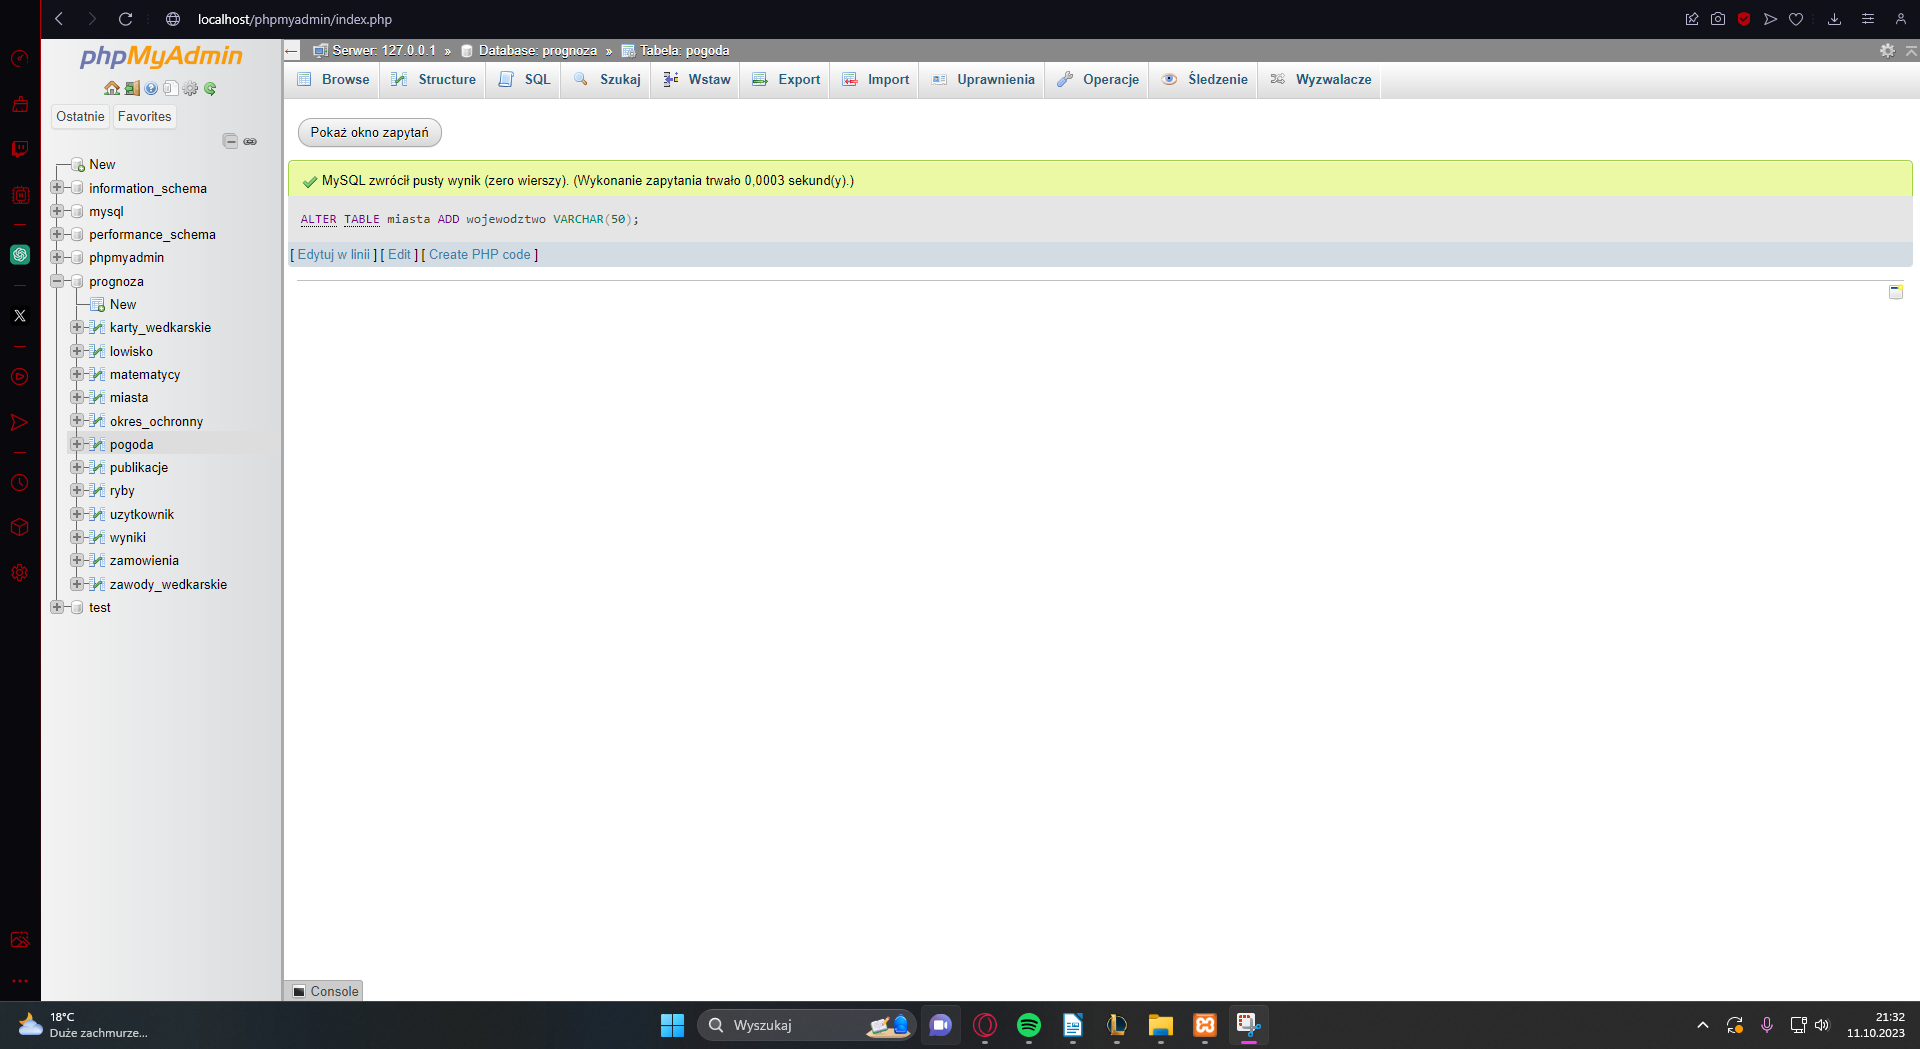 localhost/phpmyadmin/index.php
phpMyAdmin
Ostatnie Favorites
New
information_schema
mysql
performance_schema
phpmyadmin
prognoza
New
karty_wedkarskie
lowisko
matematycy
miasta
okres_ochronny
pogoda
publikacje
ryby
uzytkownik
wyniki
zamowienia
zawody_wedkarskie
test
Serwer: 127.0.0.1 » Database: prognoza » Tabela: pogoda
Browse Structure SQL Szukaj Wstaw Export Import Uprawnienia Operacje Śledzenie Wyzwalacze
Pokaż okno zapytań
MySQL zwrócił pusty wynik (zero wierszy). (Wykonanie zapytania trwało 0,0003 sekund(y).)
ALTER TABLE miasta ADD wojewodztwo VARCHAR(50);
[ Edytuj w linii ] [ Edit ] [ Create PHP code ]
Console
18°C
Duże zachmurze...
Wyszukaj
21:32
11.10.2023